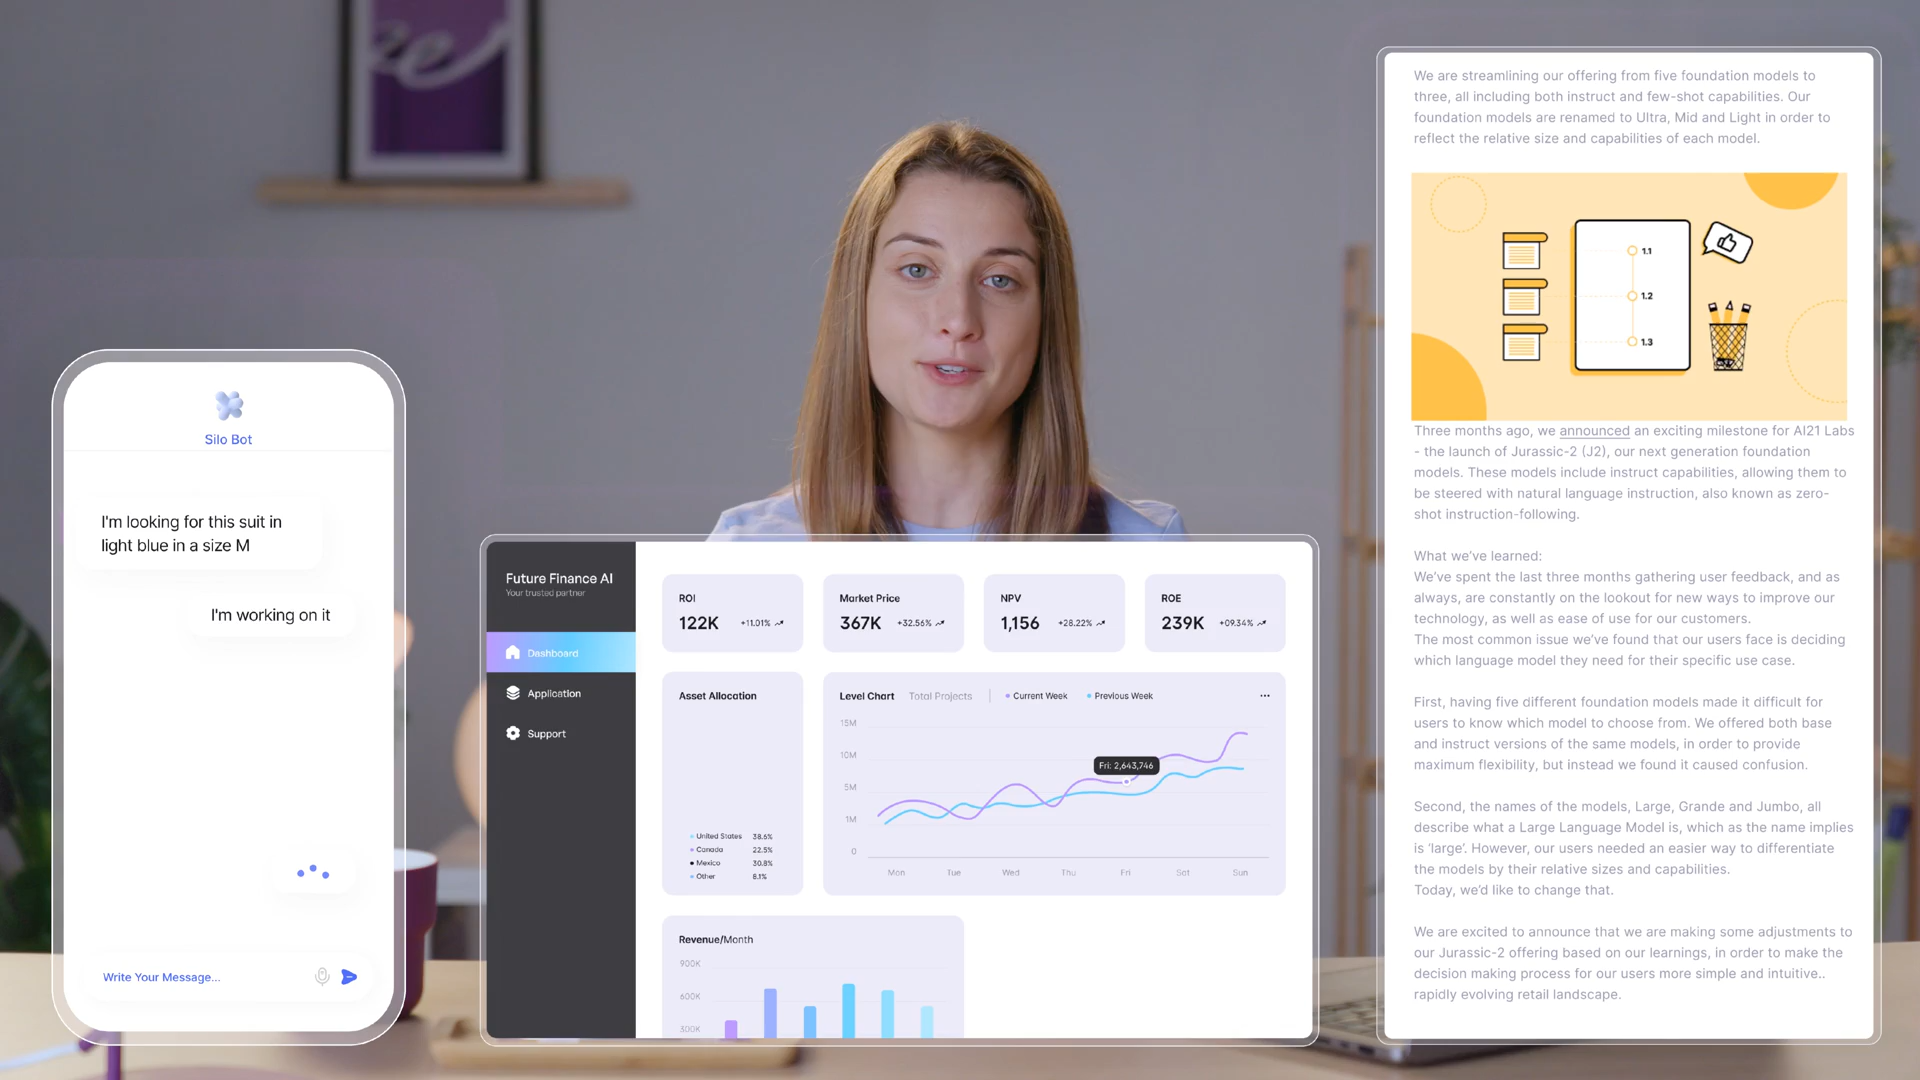 Silo Bot
I'm looking for this suit in
light blue in a size M
I'm working on it
Write Your Message...
Future Finance AI
Your trusted partner
Dashboard
Application
Support
ROI
122K +11.01%
Market Price
367K +32.56%
NPV
1,156 +28.22%
ROE
239K +09.34%
Asset Allocation
United States 38.6%
Canada 22.5%
Mexico 30.8%
Other 8.1%
Level Chart Total Projects Current Week Previous Week
15M
10M
5M
1M
0
Fri: 2,643,746
Mon Tue Wed Thu Fri Sat Sun
Revenue/Month
900K
600K
300K
We are streamlining our offering from five foundation models to
three, all including both instruct and few-shot capabilities. Our
foundation models are renamed to Ultra, Mid and Light in order to
reflect the relative size and capabilities of each model.
1.1
1.2
1.3
Three months ago, we announced an exciting milestone for AI21 Labs
- the launch of Jurassic-2 (J2), our next generation foundation
models. These models include instruct capabilities, allowing them to
be steered with natural language instruction, also known as zero-
shot instruction-following.
What we've learned:
We've spent the last three months gathering user feedback, and as
always, are constantly on the lookout for new ways to improve our
technology, as well as ease of use for our customers.
The most common issue we've found that our users face is deciding
which language model they need for their specific use case.
First, having five different foundation models made it difficult for
users to know which model to choose from. We offered both base
and instruct versions of the same models, in order to provide
maximum flexibility, but instead we found it caused confusion.
Second, the names of the models, Large, Grande and Jumbo, all
describe what a Large Language Model is, which as the name implies
is 'large'. However, our users needed an easier way to differentiate
the models by their relative sizes and capabilities.
Today, we'd like to change that.
We are excited to announce that we are making some adjustments to
our Jurassic-2 offering based on our learnings, in order to make the
decision making process for our users more simple and intuitive..
rapidly evolving retail landscape.